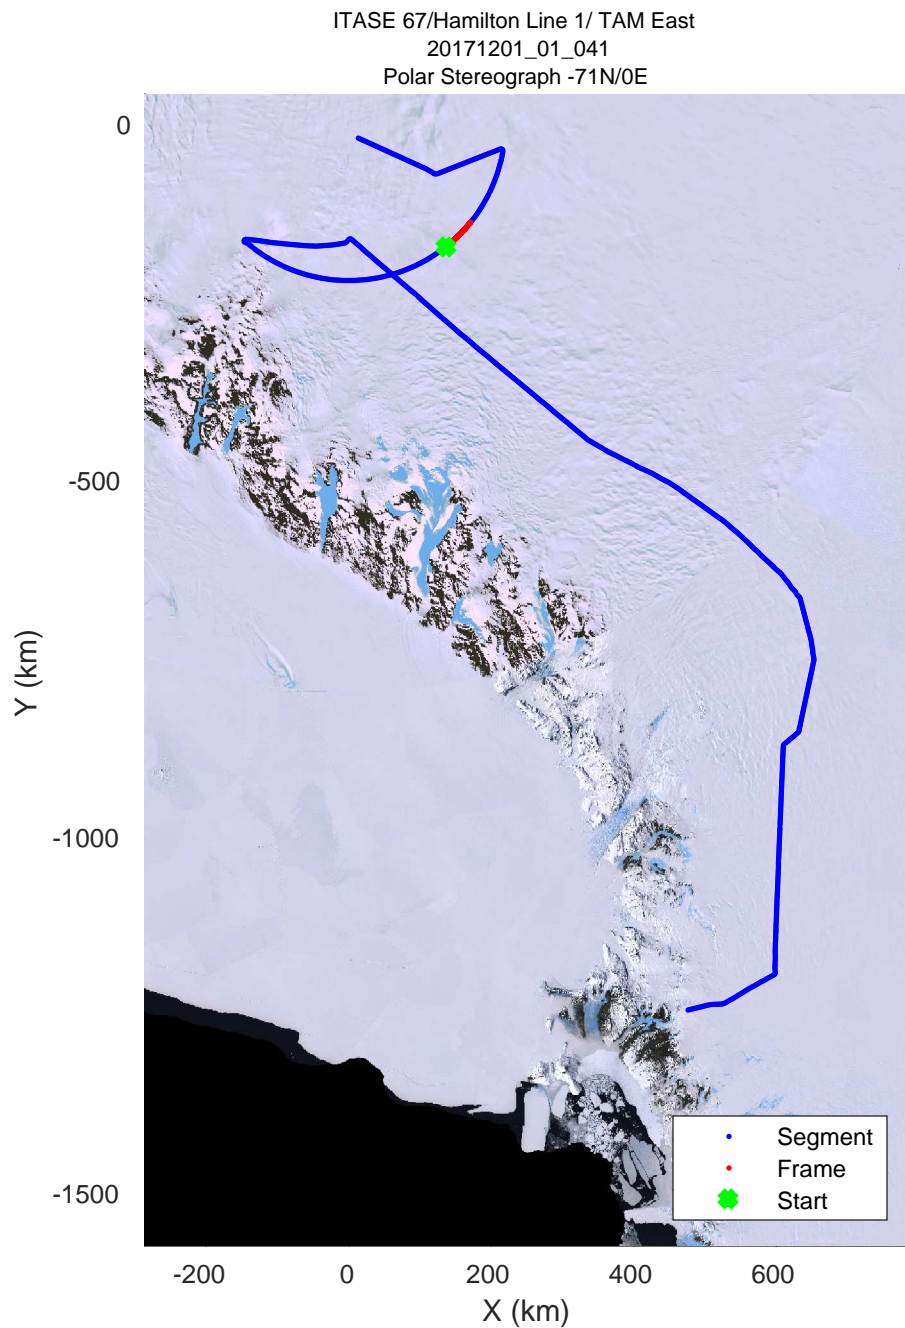 ITASE 67/Hamilton Line 1/ TAM East
20171201_01_041
Polar Stereograph -71N/0E
0
-500
-1000
-1500
Y (km)
-200 0 200 400 600
X (km)
Segment
Frame
Start